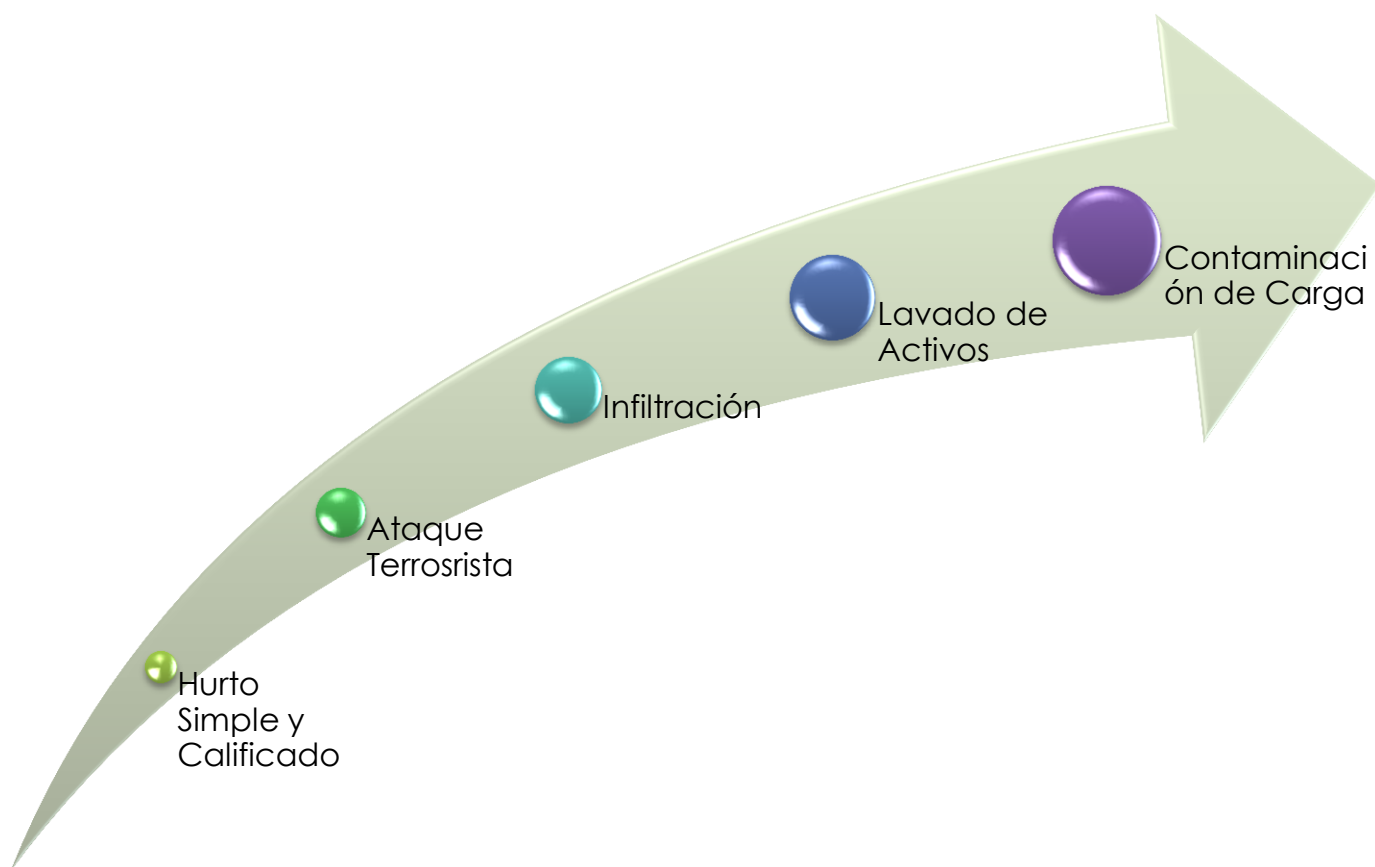 Hurto
Simple y
Calificado
Ataque
Terrosrista
Infiltración
Lavado de
Activos
Contaminaci
ón de Carga